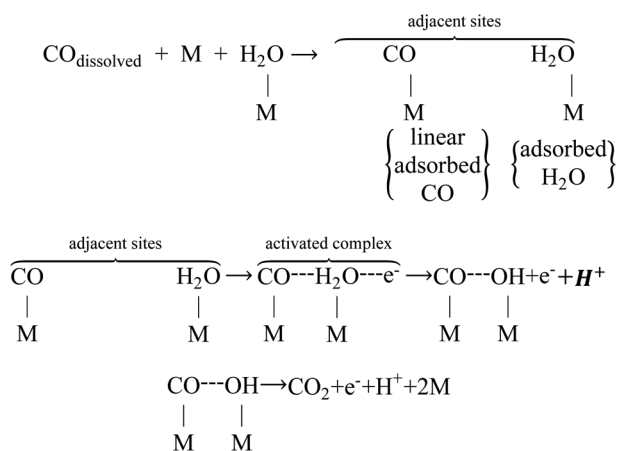 adjacent sites
CO_dissolved + M + H₂O ⟶ CO H₂O
| | |
M M M
{linear adsorbed CO} {adsorbed H₂O}
adjacent sites activated complex
CO H₂O ⟶ CO---H₂O---e⁻ ⟶ CO---OH+e⁻+H⁺
| | | | | |
M M M M M M
CO---OH ⟶ CO₂+e⁻+H⁺+2M
| |
M M